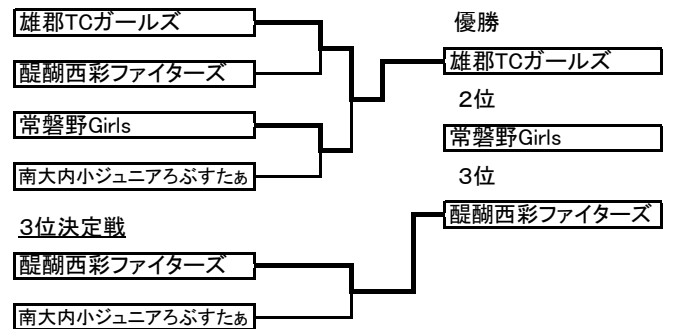 雄郡TCガールズ
醍醐西彩ファイターズ
常磐野Girls
南大内小ジュニアろぶすたぁ
3位決定戦
醍醐西彩ファイターズ
南大内小ジュニアろぶすたぁ
優勝
雄郡TCガールズ
2位
常磐野Girls
3位
醍醐西彩ファイターズ